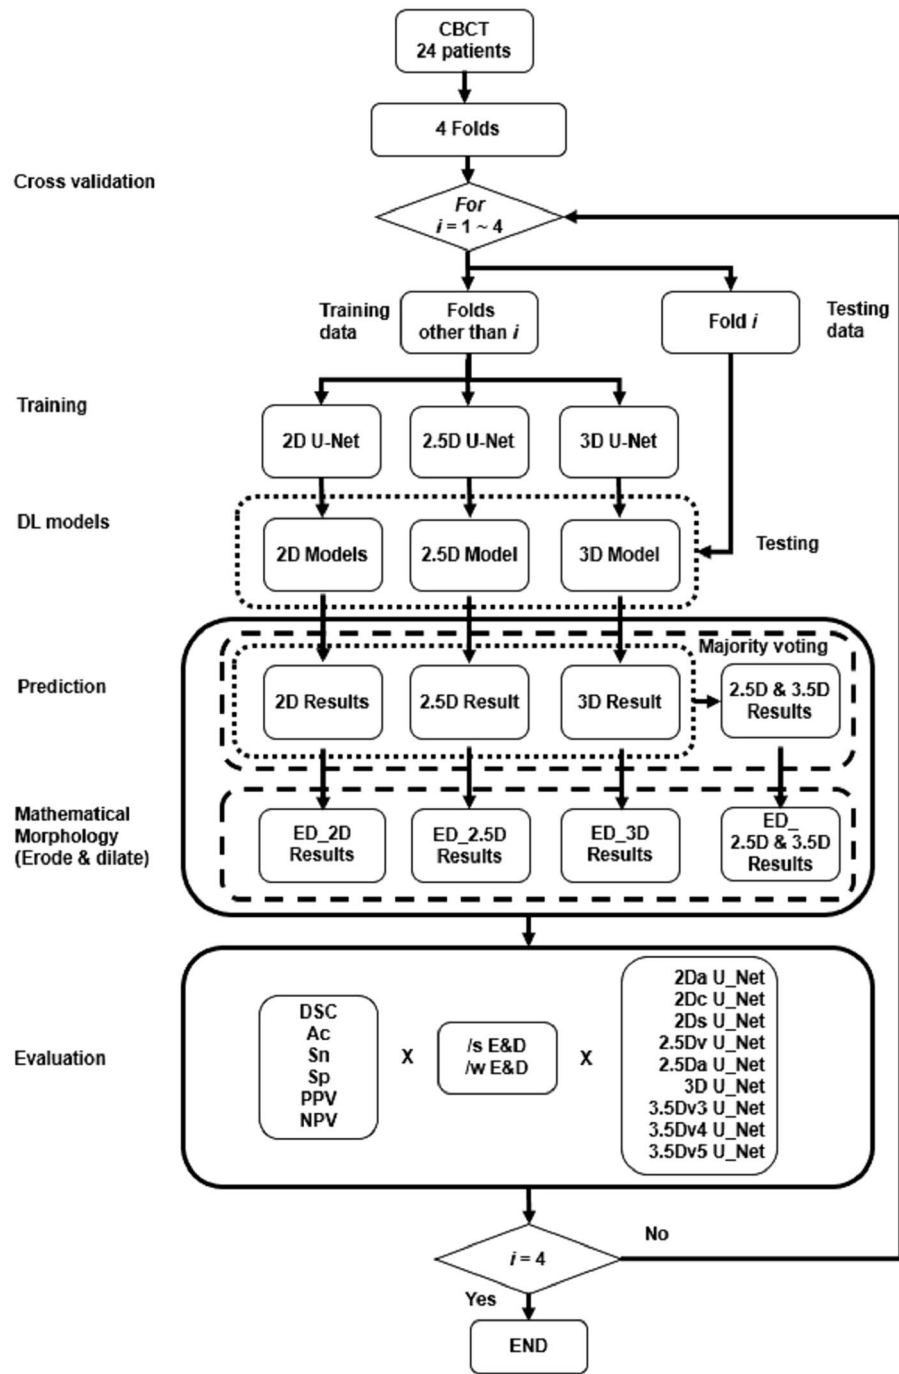 CBCT
24 patients
4 Folds
Cross validation
For
i = 1 ~ 4
Training
data
Folds
other than i
Fold i
Testing
data
Training
2D U-Net
2.5D U-Net
3D U-Net
DL models
2D Models
2.5D Model
3D Model
Testing
Majority voting
Prediction
2D Results
2.5D Result
3D Result
2.5D & 3.5D
Results
Mathematical
Morphology
(Erode & dilate)
ED_2D
Results
ED_2.5D
Results
ED_3D
Results
ED_
2.5D & 3.5D
Results
Evaluation
DSC
Ac
Sn
Sp
PPV
NPV
X
/s E&D
/w E&D
X
2Da U_Net
2Dc U_Net
2Ds U_Net
2.5Dv U_Net
2.5Da U_Net
3D U_Net
3.5Dv3 U_Net
3.5Dv4 U_Net
3.5Dv5 U_Net
i = 4
No
Yes
END